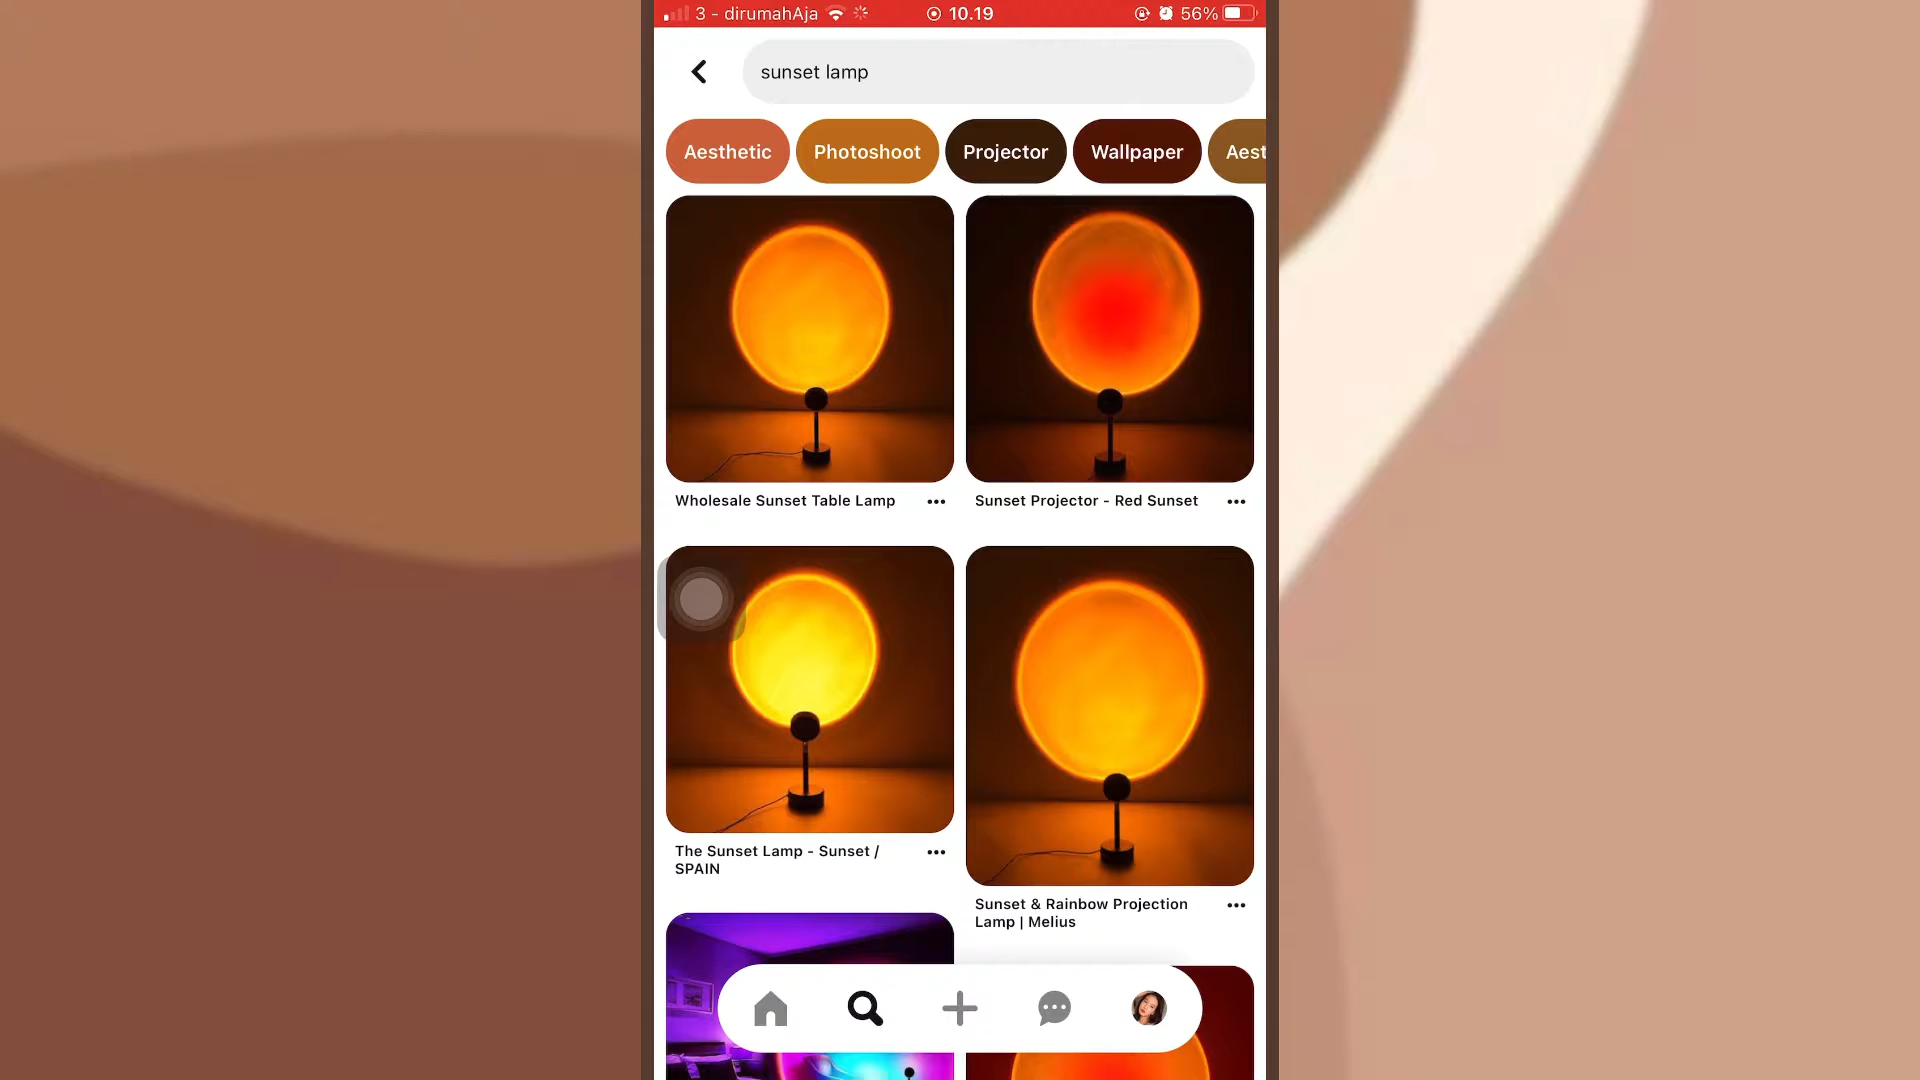 3 - dirumahAja 10.19 56%
sunset lamp
Aesthetic Photoshoot Projector Wallpaper Aest
Wholesale Sunset Table Lamp
Sunset Projector - Red Sunset
The Sunset Lamp - Sunset /
SPAIN
Sunset & Rainbow Projection
Lamp | Melius